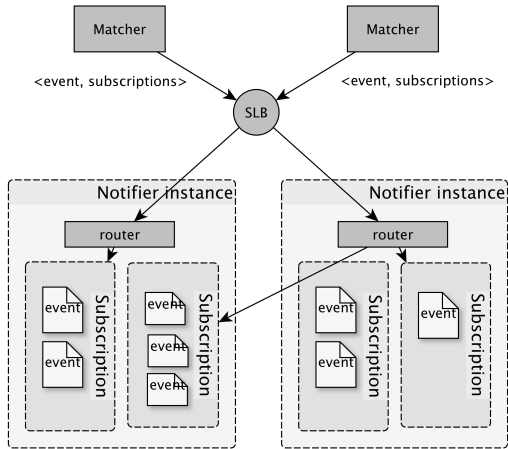 Matcher
Matcher
<event, subscriptions>
<event, subscriptions>
SLB
Notifier instance
Notifier instance
router
router
event
event
Subscription
event
event
event
Subscription
event
event
Subscription
event
Subscription